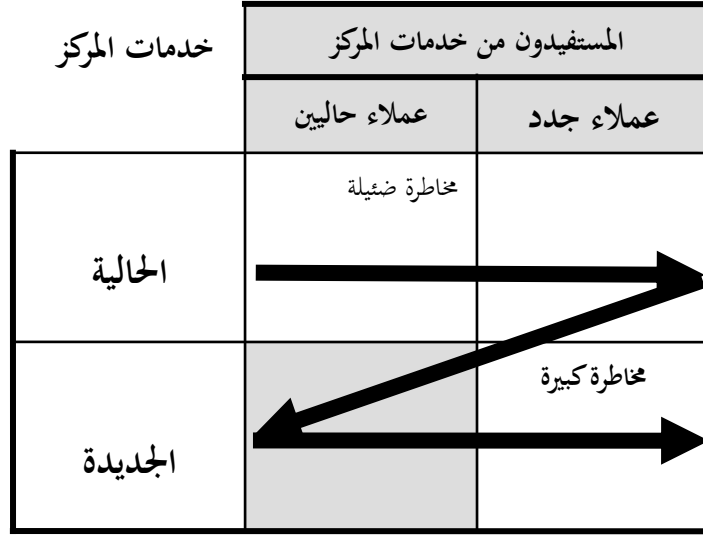 خدمات المركز
المستفيدون من خدمات المركز
عملاء جدد
عملاء حاليين
مخاطرة ضئيلة
الحالية
مخاطرة كبيرة
الجديدة